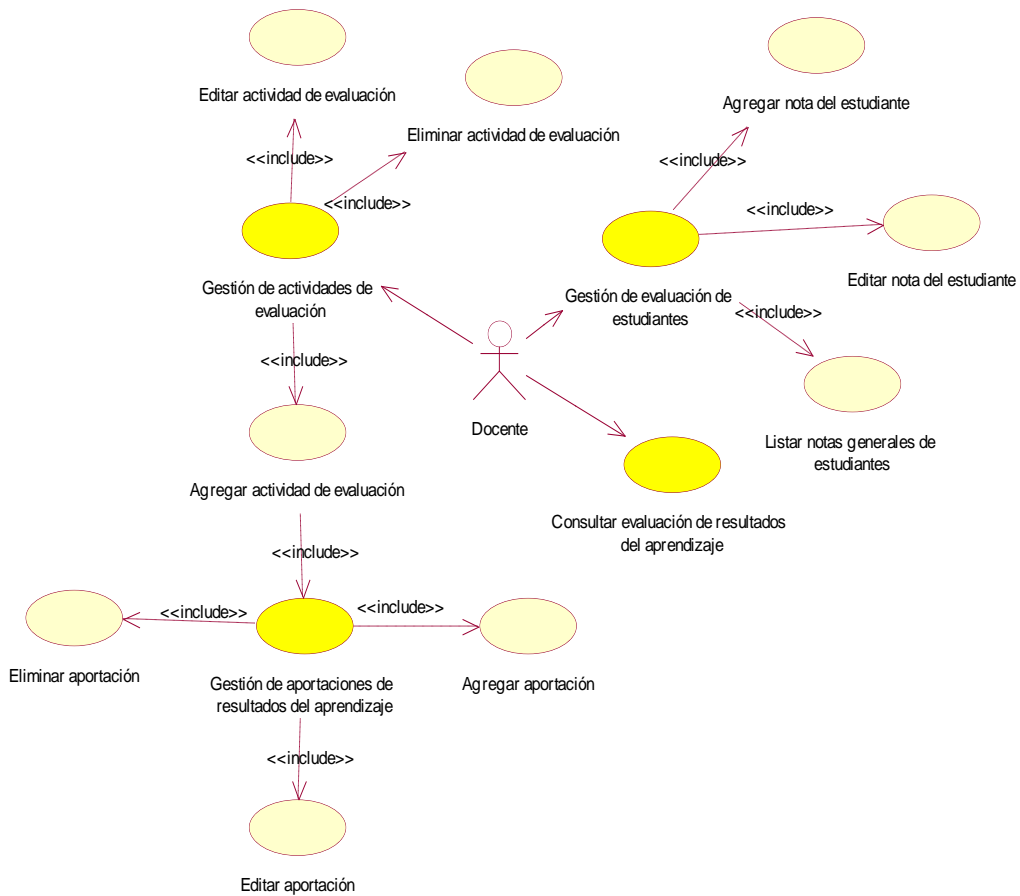 Editar actividad de evaluación
Eliminar actividad de evaluación
Agregar nota del estudiante
<<include>>
<<include>>
<<include>>
<<include>>
Editar nota del estudiante
Gestión de actividades de
evaluación
Gestión de evaluación de
estudiantes
<<include>>
<<include>>
Docente
Listar notas generales de
estudiantes
Agregar actividad de evaluación
Consultar evaluación de resultados
del aprendizaje
<<include>>
<<include>>
<<include>>
Eliminar aportación
Gestión de aportaciones de
resultados del aprendizaje
Agregar aportación
<<include>>
Editar aportación